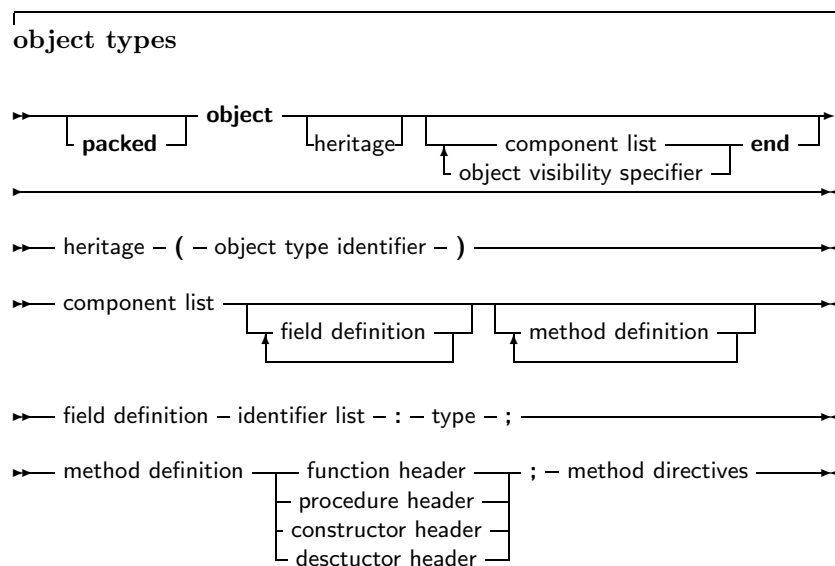 object types
packed object heritage component list end
object visibility specifier
heritage ( object type identifier )
component list field definition method definition
field definition identifier list : type ;
method definition function header ; method directives
procedure header
constructor header
desctuctor header